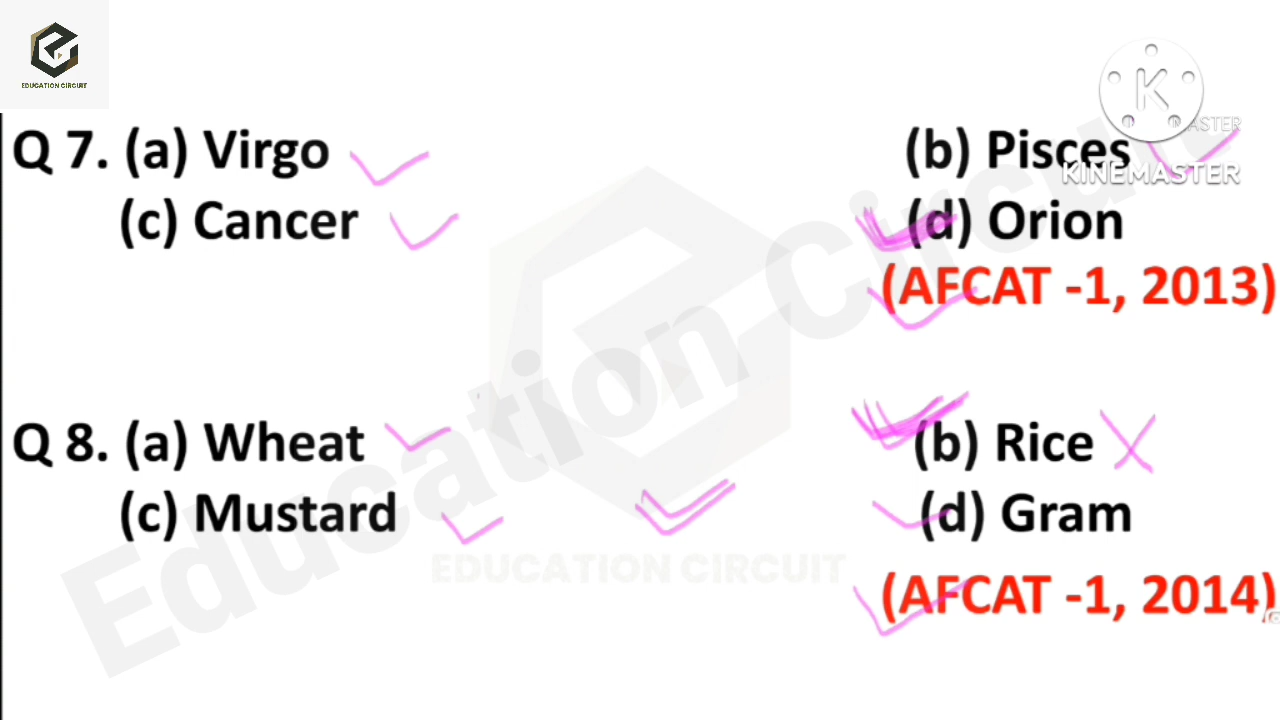 EDUCATION CIRCUIT
K
MASTER
KINEMASTER
Q 7. (a) Virgo (b) Pisces
(c) Cancer (d) Orion
(AFCAT -1, 2013)
Education Circuit
Q 8. (a) Wheat (b) Rice
(c) Mustard (d) Gram
EDUCATION CIRCUIT
(AFCAT -1, 2014)